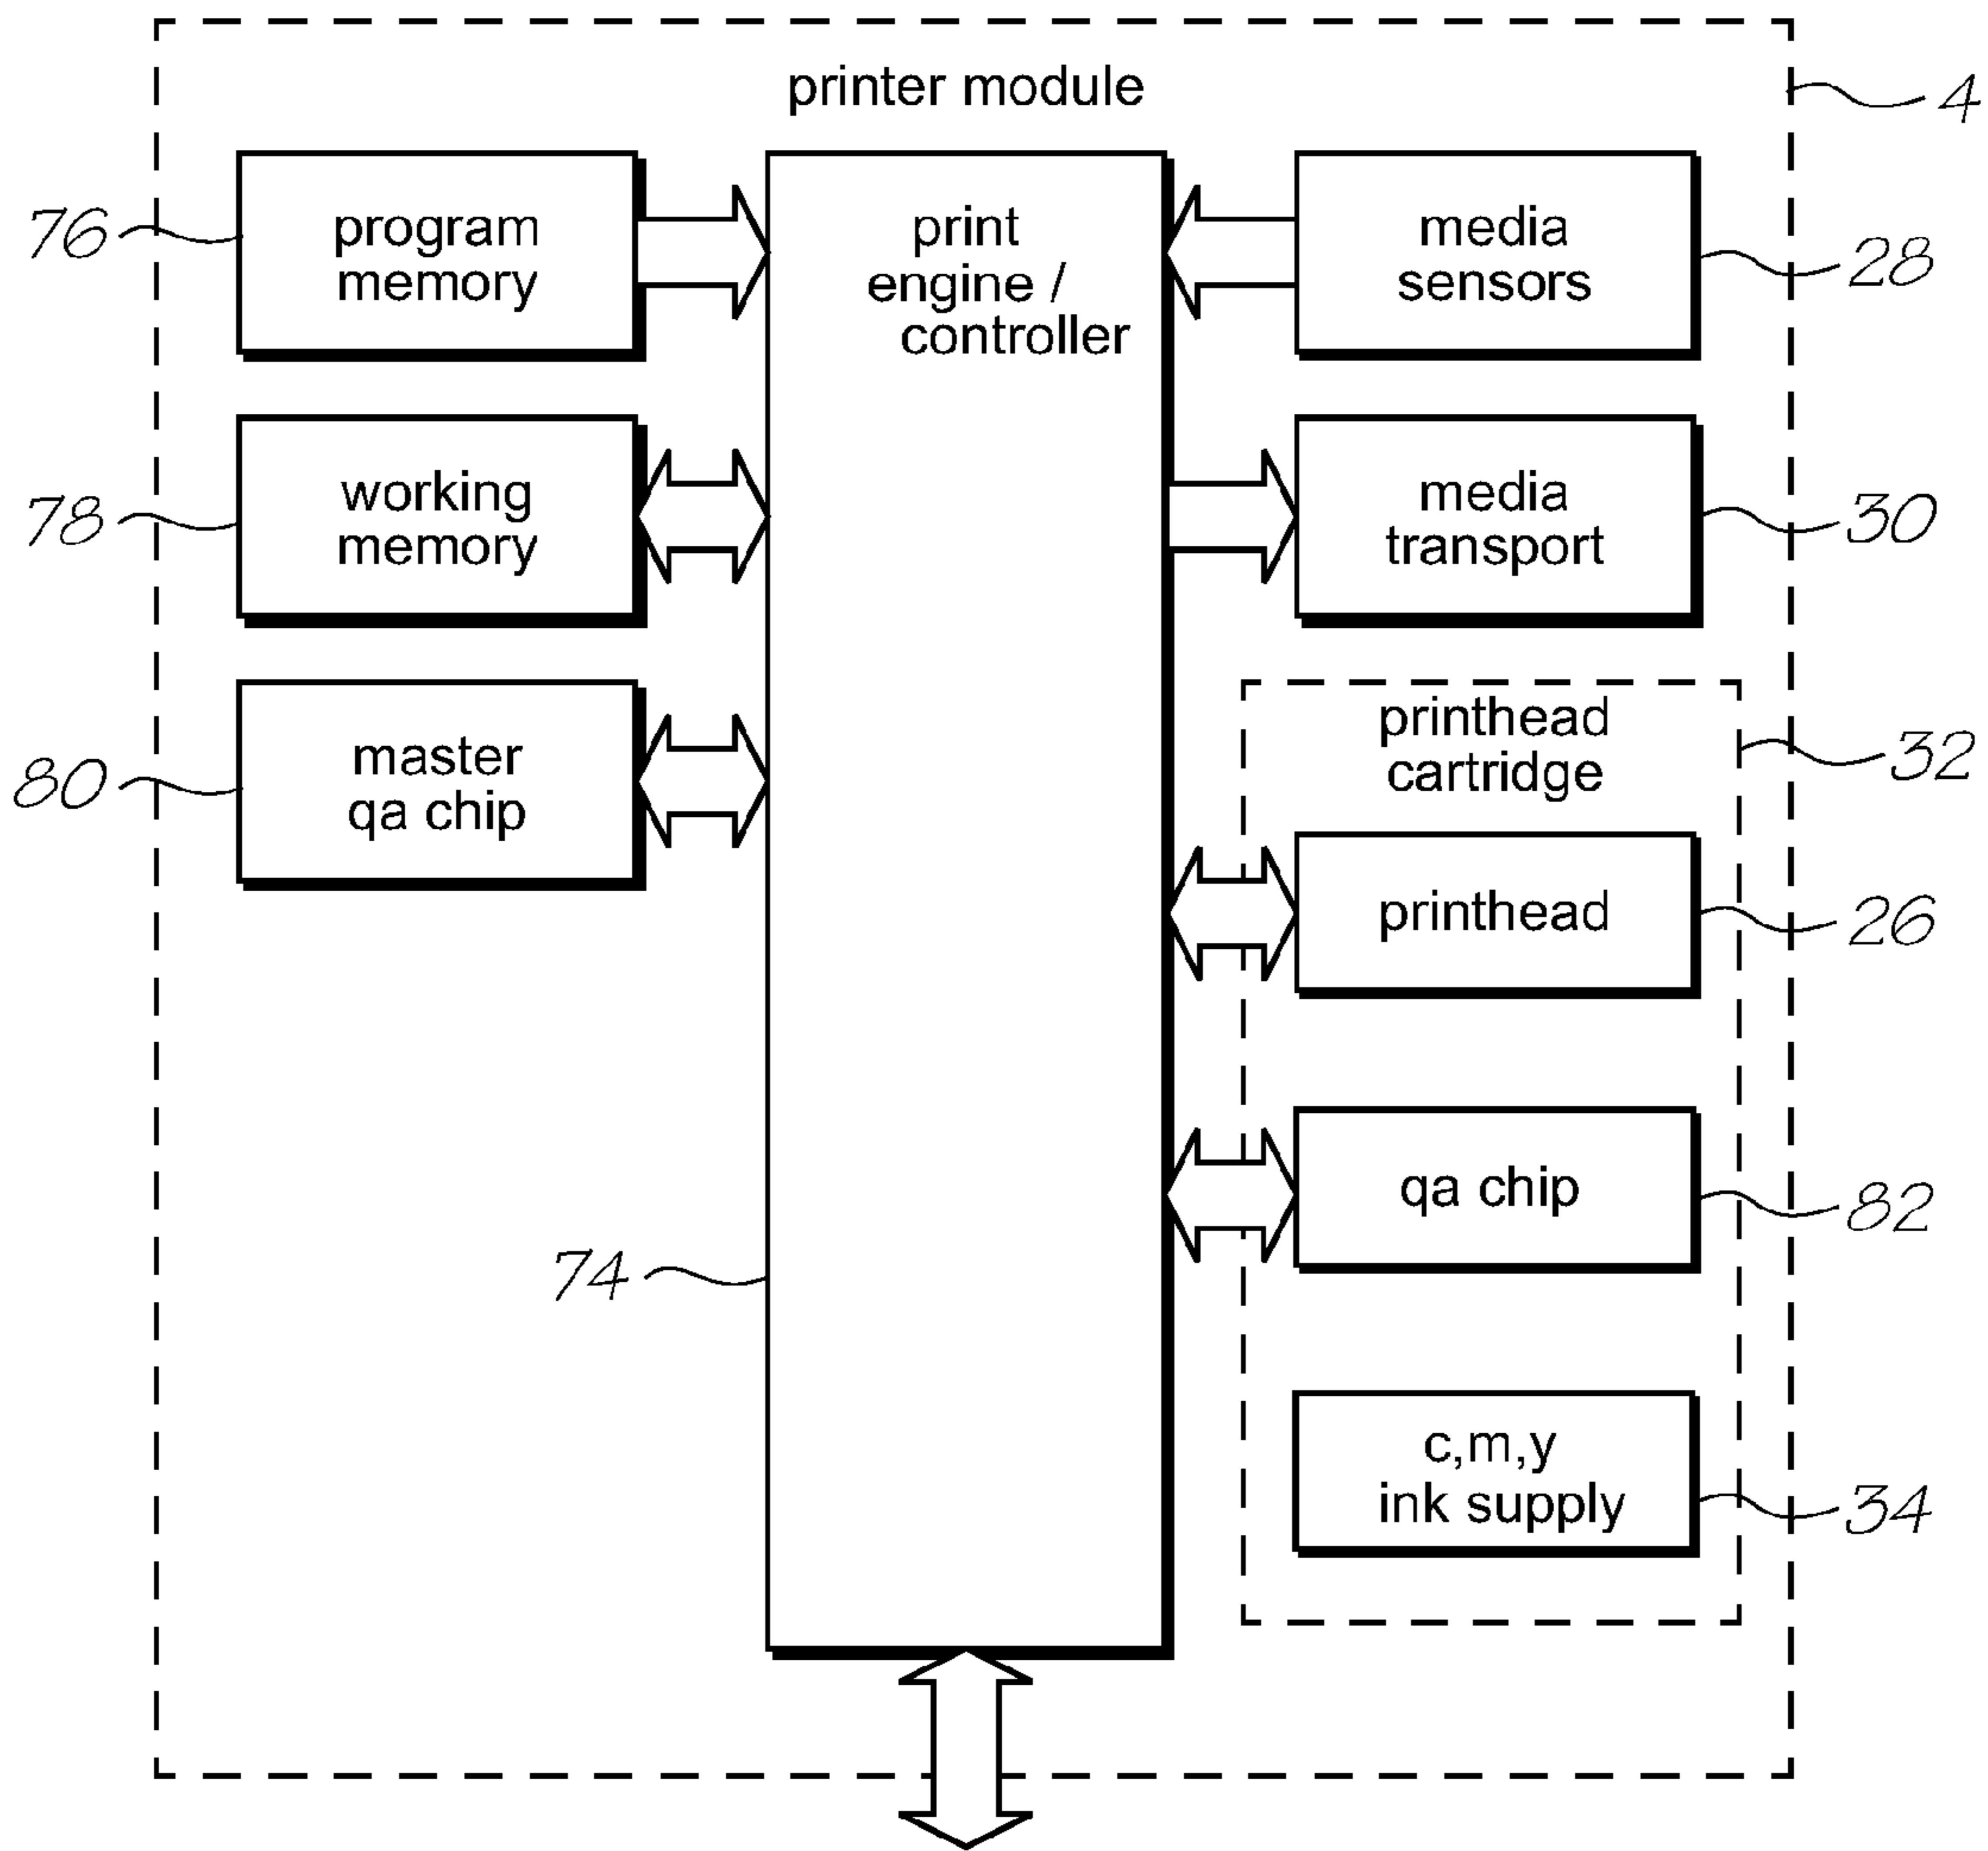 printer module
4
76
program
memory
print
engine /
controller
media
sensors
28
78
working
memory
media
transport
30
80
master
qa chip
printhead
cartridge
32
printhead
26
qa chip
82
74
c,m,y
ink supply
34